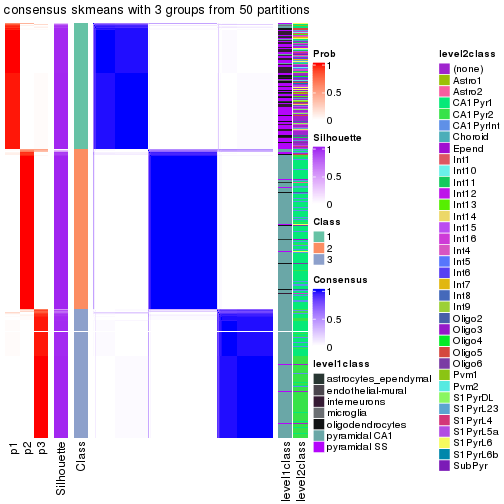 consensus skmeans with 3 groups from 50 partitions
Prob
1
0.5
0
Silhouette
1
0.5
0
Class
1
2
3
Consensus
1
0.5
0
level1class
astrocytes_ependymal
endothelial-mural
interneurons
microglia
oligodendrocytes
pyramidal CA1
pyramidal SS
level2class
(none)
Astro1
Astro2
CA1Pyr1
CA1Pyr2
CA1PyrInt
Choroid
Epend
Int1
Int10
Int11
Int12
Int13
Int14
Int15
Int16
Int4
Int5
Int6
Int7
Int8
Int9
Oligo2
Oligo3
Oligo4
Oligo5
Oligo6
Pvm1
Pvm2
S1PyrDL
S1PyrL23
S1PyrL4
S1PyrL5a
S1PyrL6
S1PyrL6b
SubPyr
p1
p2
p3
Silhouette
Class
level1class
level2class